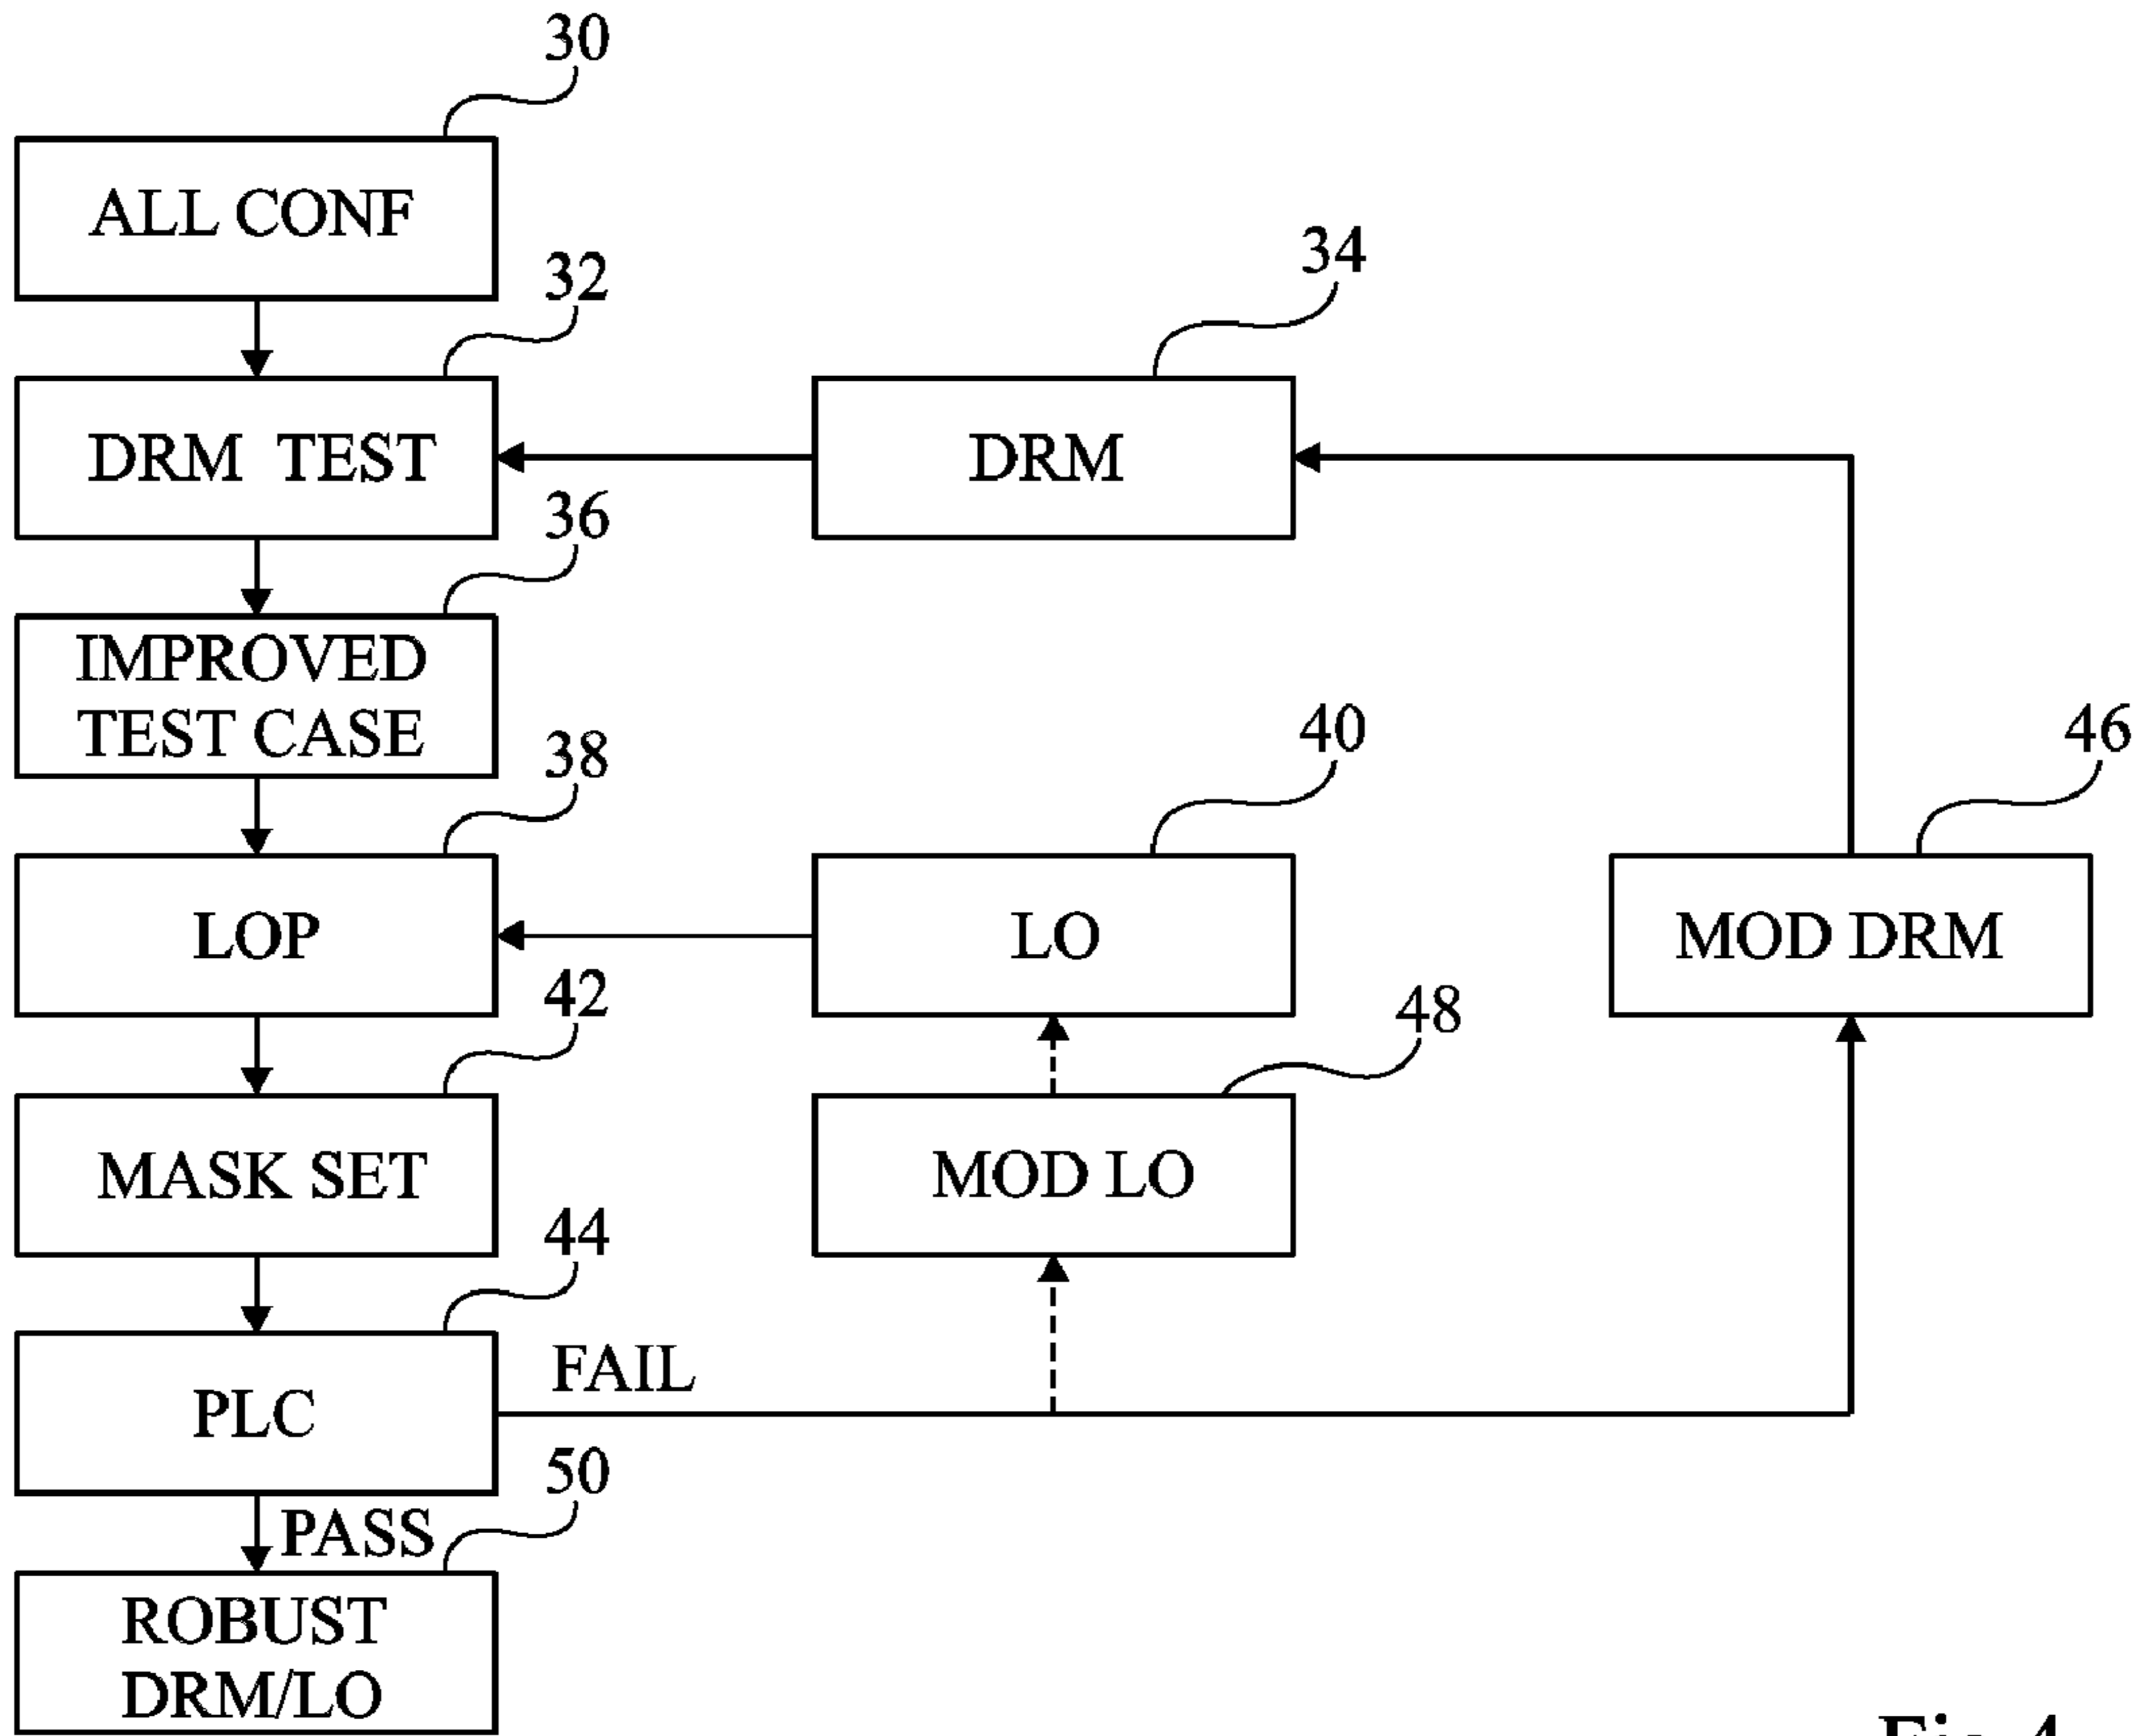 30
ALL CONF
32
34
DRM TEST
DRM
36
IMPROVED
TEST CASE
38
40
46
LOP
LO
MOD DRM
42
48
MASK SET
MOD LO
44
FAIL
PLC
50
PASS
ROBUST
DRM/LO